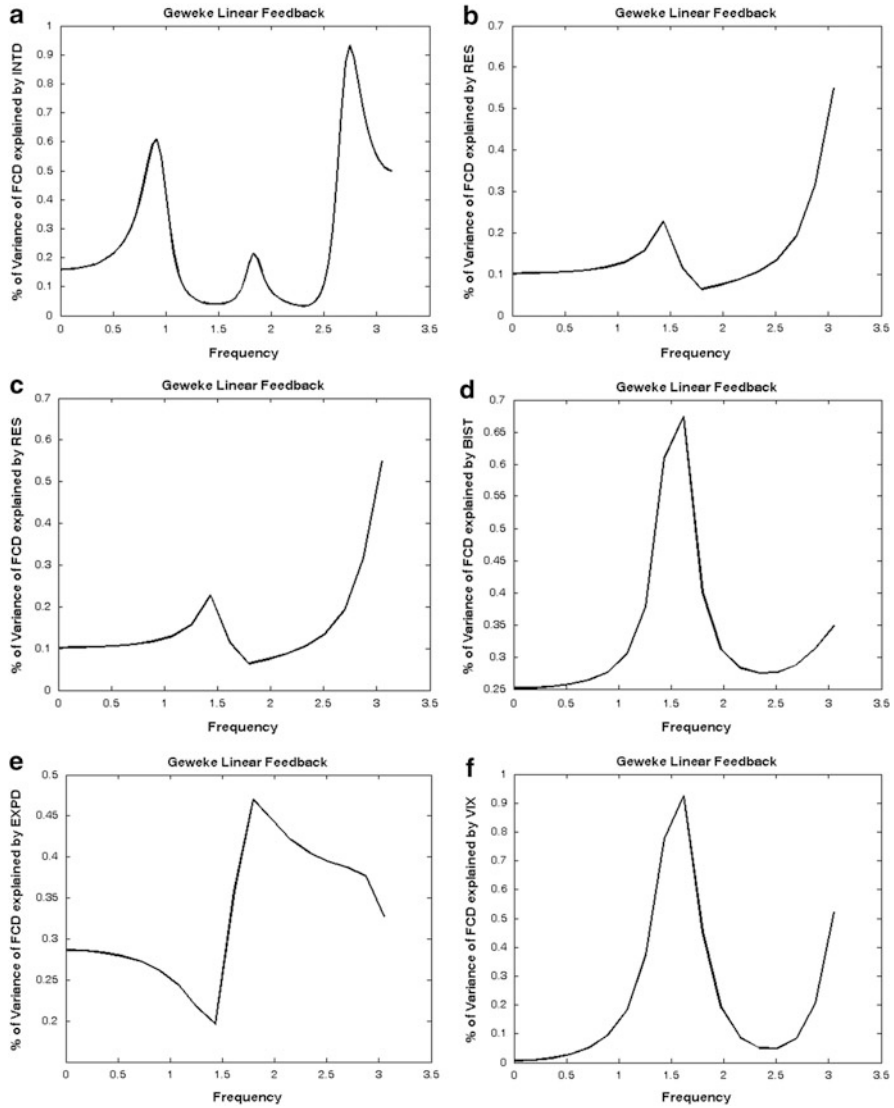 a
Geweke Linear Feedback
% of Variance of FCD explained by INTD
1
0.9
0.8
0.7
0.6
0.5
0.4
0.3
0.2
0.1
0
0 0.5 1 1.5 2 2.5 3 3.5
Frequency
b
Geweke Linear Feedback
% of Variance of FCD explained by RES
0.7
0.6
0.5
0.4
0.3
0.2
0.1
0
0 0.5 1 1.5 2 2.5 3 3.5
Frequency
c
Geweke Linear Feedback
% of Variance of FCD explained by RES
0.7
0.6
0.5
0.4
0.3
0.2
0.1
0
0 0.5 1 1.5 2 2.5 3 3.5
Frequency
d
Geweke Linear Feedback
% of Variance of FCD explained by BIST
0.7
0.65
0.6
0.55
0.5
0.45
0.4
0.35
0.3
0.25
0 0.5 1 1.5 2 2.5 3 3.5
Frequency
e
Geweke Linear Feedback
% of Variance of FCD explained by EXPD
0.5
0.45
0.4
0.35
0.3
0.25
0.2
0 0.5 1 1.5 2 2.5 3 3.5
Frequency
f
Geweke Linear Feedback
% of Variance of FCD explained by VIX
1
0.9
0.8
0.7
0.6
0.5
0.4
0.3
0.2
0.1
0
0 0.5 1 1.5 2 2.5 3 3.5
Frequency